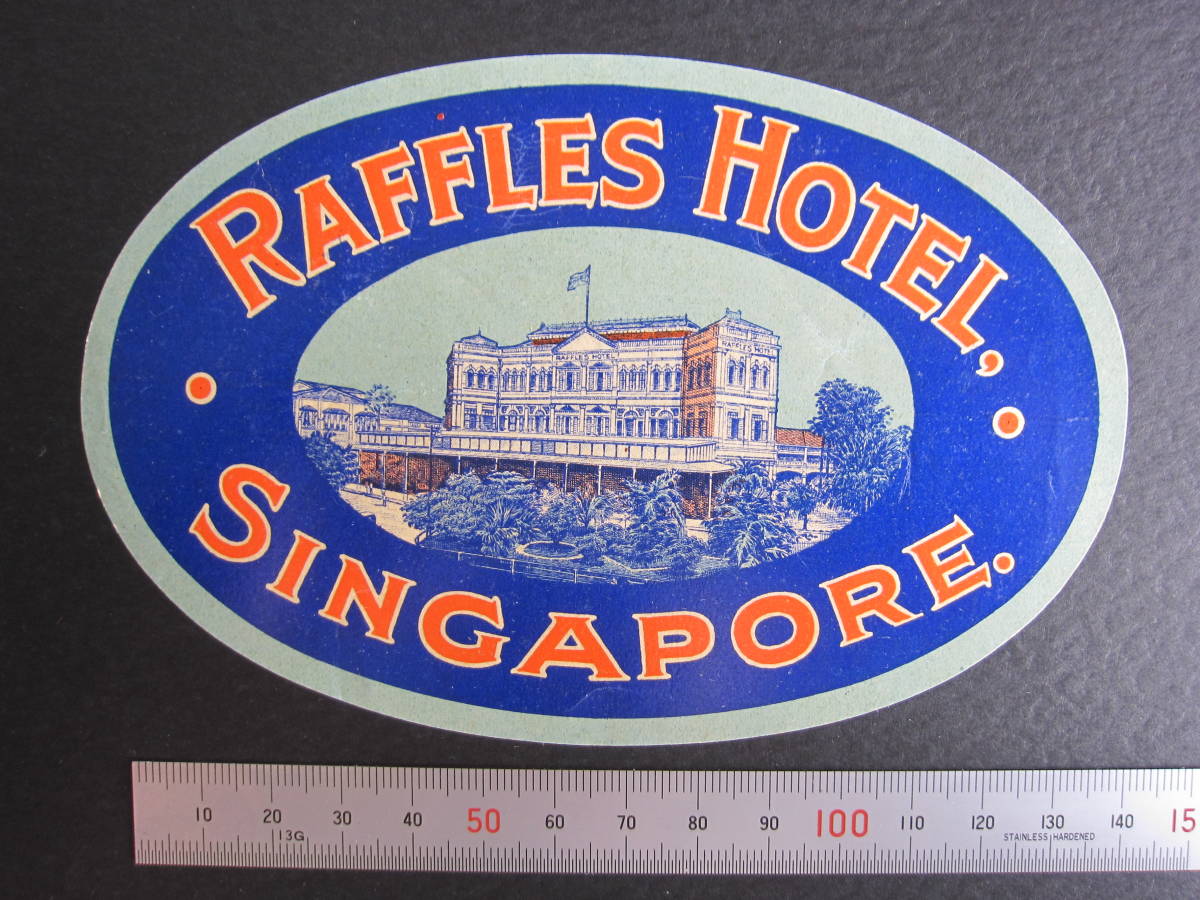 RAFFLES HOTEL,
RAFFLES HOTEL
RAFFLES HOTEL
SINGAPORE.
10 20 30 40 50 60 70 80 90 100 110 120 130 140 15
13G
STAINLESS HARDENED